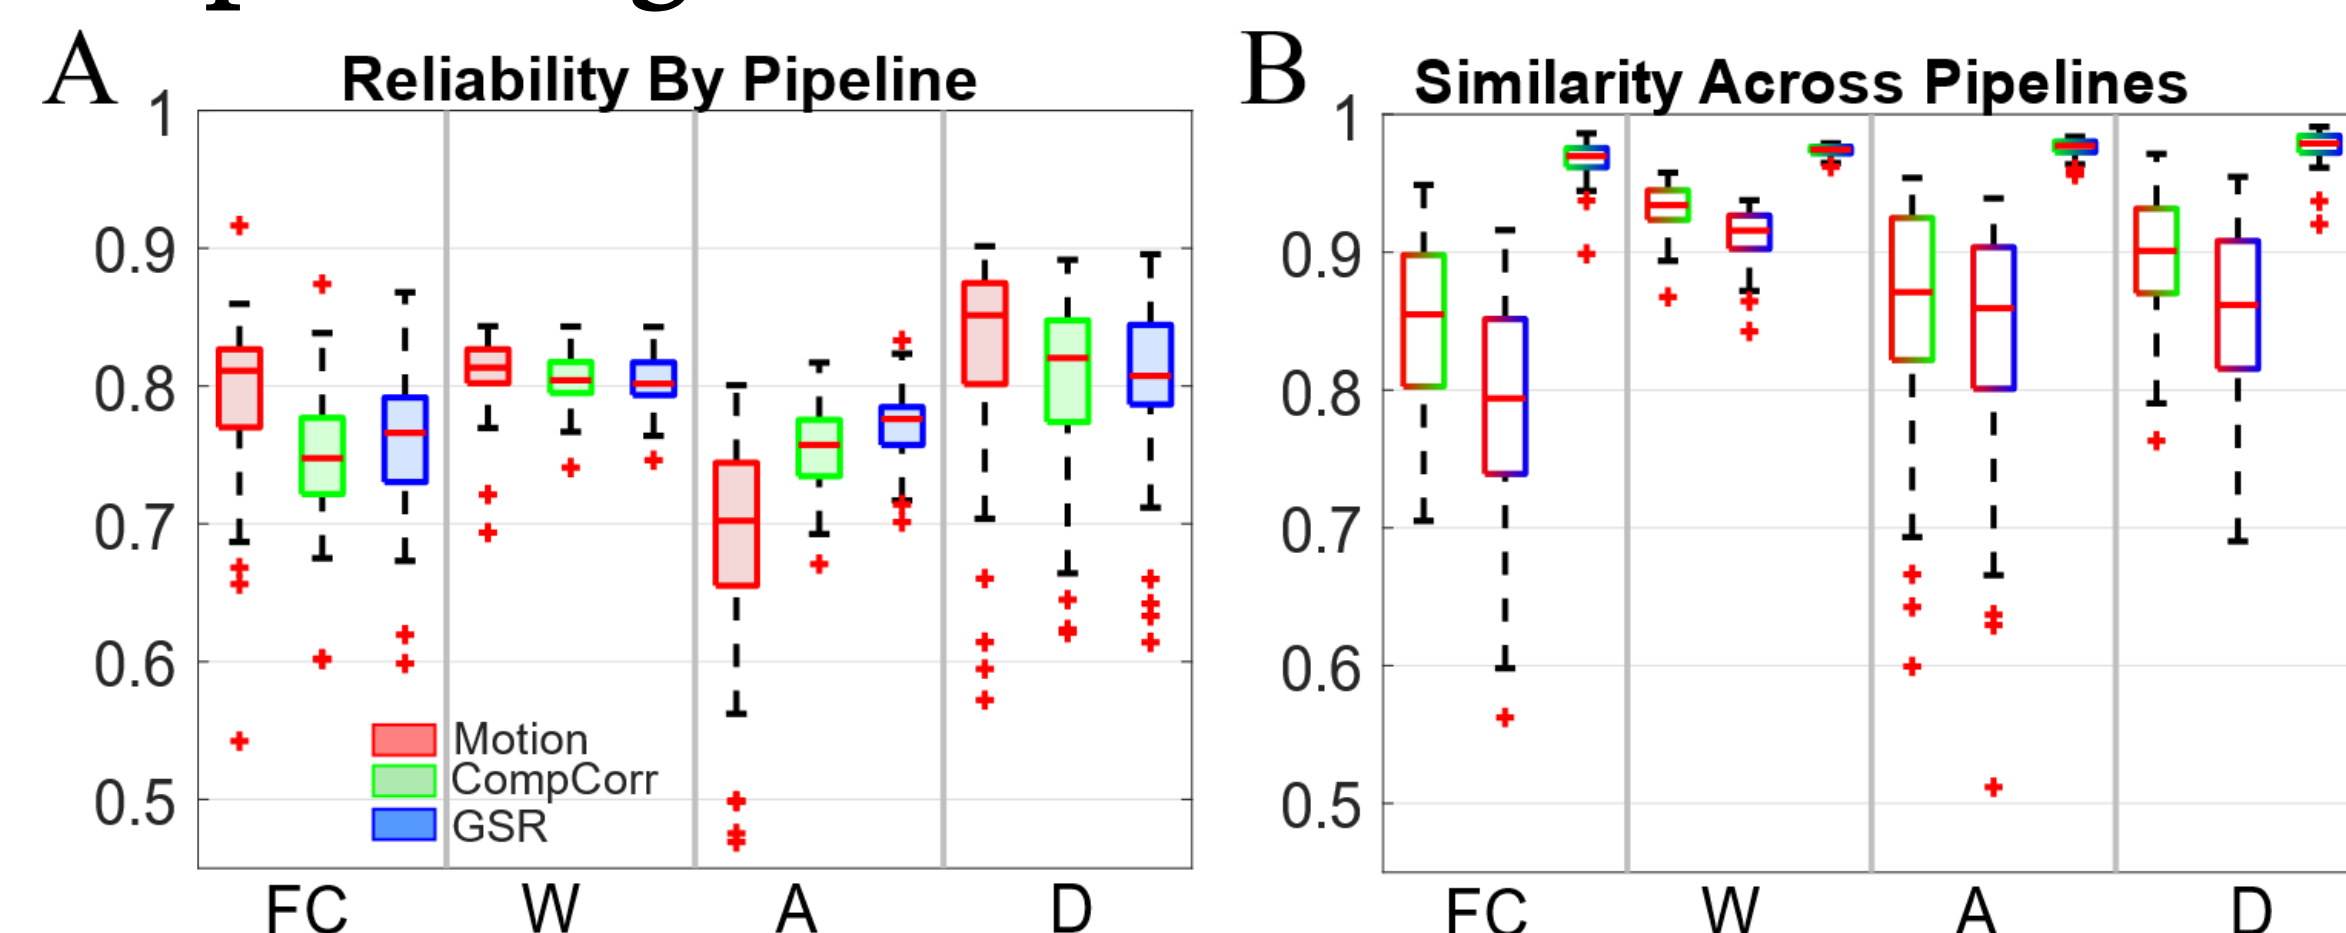 A
Reliability By Pipeline
1
0.9
0.8
0.7
0.6
0.5
Motion
CompCorr
GSR
FC W A D
B
Similarity Across Pipelines
1
0.9
0.8
0.7
0.6
0.5
FC W A D